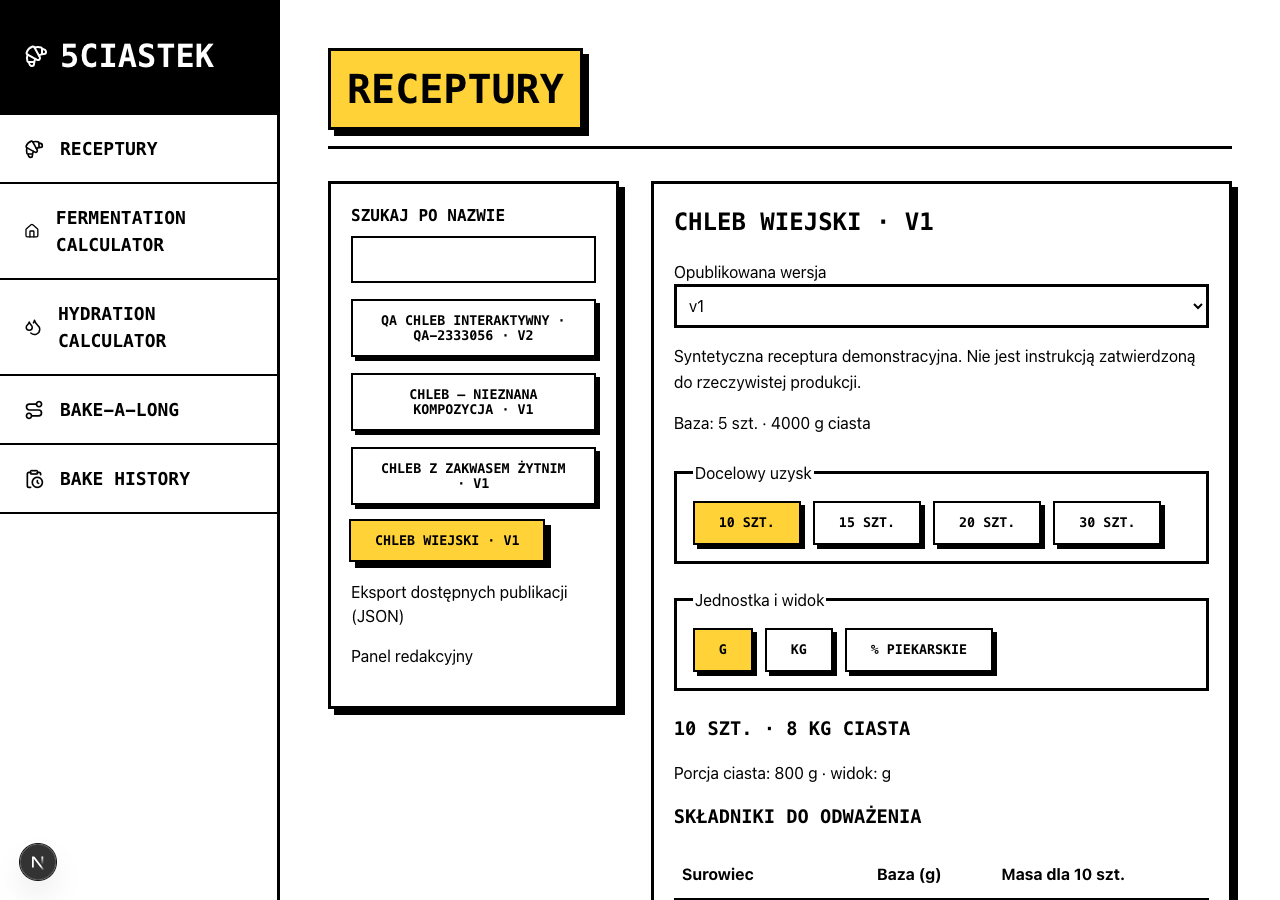 5CIASTEK
RECEPTURY
FERMENTATION
CALCULATOR
HYDRATION
CALCULATOR
BAKE-A-LONG
BAKE HISTORY
N
RECEPTURY
SZUKAJ PO NAZWIE
QA CHLEB INTERAKTYWNY ·
QA-2333056 · V2
CHLEB — NIEZNANA
KOMPOZYCJA · V1
CHLEB Z ZAKWASEM ŻYTNIM
· V1
CHLEB WIEJSKI · V1
Eksport dostępnych publikacji
(JSON)
Panel redakcyjny
CHLEB WIEJSKI · V1
Opublikowana wersja
v1
Syntetyczna receptura demonstracyjna. Nie jest instrukcją zatwierdzoną
do rzeczywistej produkcji.
Baza: 5 szt. · 4000 g ciasta
Docelowy uzysk
10 SZT. 15 SZT. 20 SZT. 30 SZT.
Jednostka i widok
G KG % PIEKARSKIE
10 SZT. · 8 KG CIASTA
Porcja ciasta: 800 g · widok: g
SKŁADNIKI DO ODWAŻENIA
Surowiec Baza (g) Masa dla 10 szt.